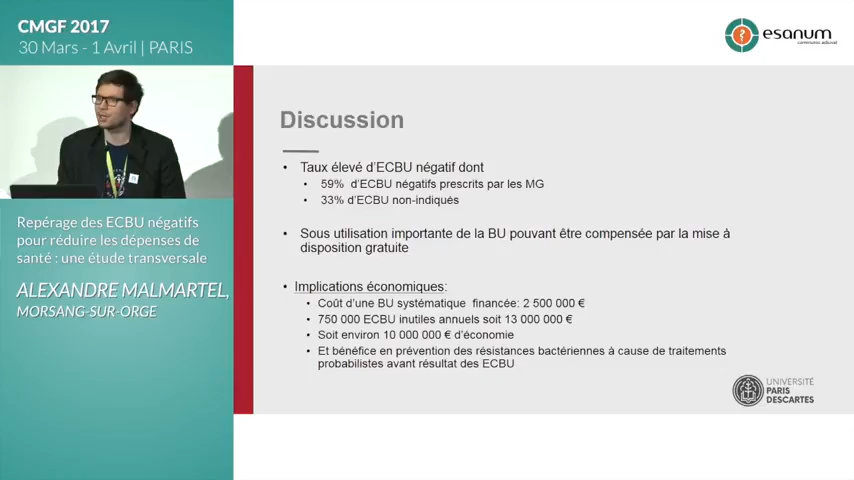 CMGF 2017
30 Mars - 1 Avril | PARIS
esanum
communio adiuvat
Repérage des ECBU négatifs
pour réduire les dépenses de
santé : une étude transversale
ALEXANDRE MALMARTEL,
MORSANG-SUR-ORGE
Discussion
• Taux élevé d'ECBU négatif dont
• 59% d'ECBU négatifs prescrits par les MG
• 33% d'ECBU non-indiqués
• Sous utilisation importante de la BU pouvant être compensée par la mise à
disposition gratuite
• Implications économiques:
• Coût d'une BU systématique financée: 2 500 000 €
• 750 000 ECBU inutiles annuels soit 13 000 000 €
• Soit environ 10 000 000 € d'économie
• Et bénéfice en prévention des résistances bactériennes à cause de traitements
probabilistes avant résultat des ECBU
UNIVERSITÉ
PARIS
DESCARTES